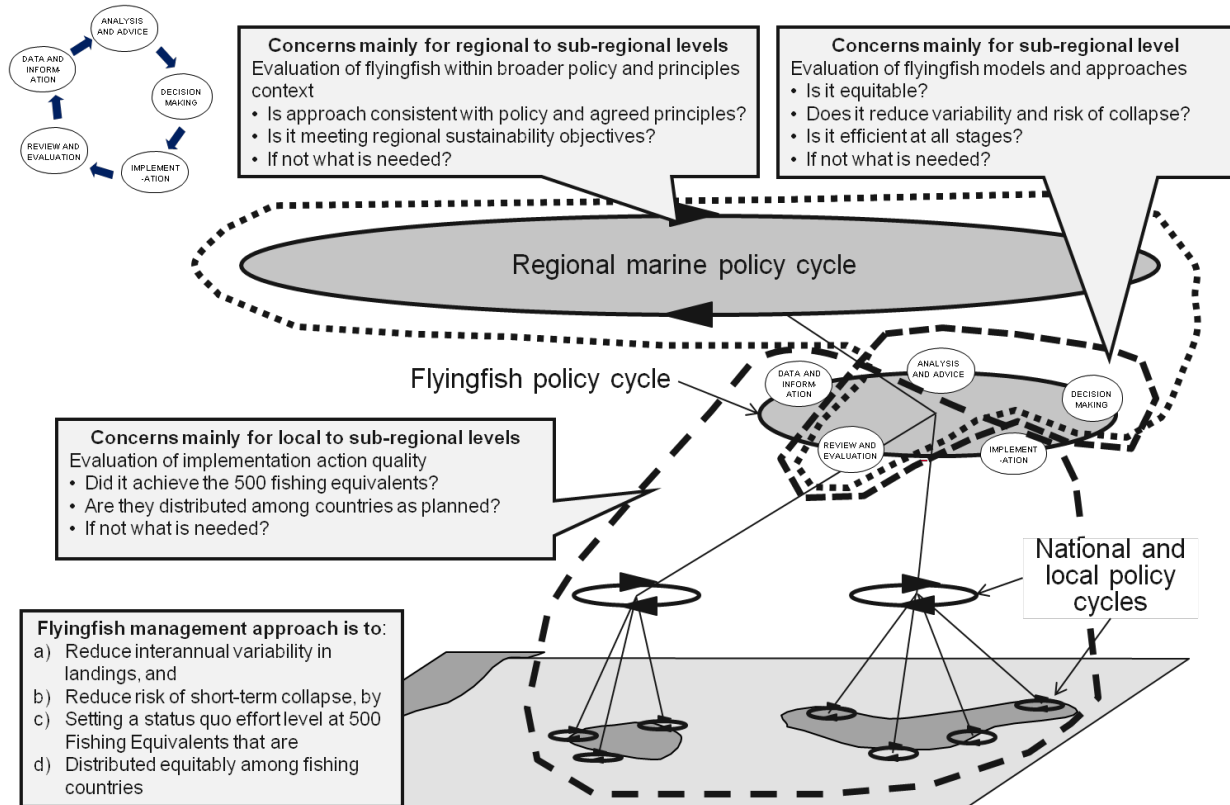 ANALYSIS
AND ADVICE
DATA AND
INFORM-
ATION
DECISION
MAKING
REVIEW AND
EVALUATION
IMPLEMENT
-ATION
Concerns mainly for regional to sub-regional levels
Evaluation of flyingfish within broader policy and principles
context
• Is approach consistent with policy and agreed principles?
• Is it meeting regional sustainability objectives?
• If not what is needed?
Concerns mainly for sub-regional level
Evaluation of flyingfish models and approaches
• Is it equitable?
• Does it reduce variability and risk of collapse?
• Is it efficient at all stages?
• If not what is needed?
Regional marine policy cycle
Flyingfish policy cycle
DATA AND
INFORM-
ATION
ANALYSIS
AND ADVICE
DECISION
MAKING
REVIEW AND
EVALUATION
IMPLEMENT
-ATION
Concerns mainly for local to sub-regional levels
Evaluation of implementation action quality
• Did it achieve the 500 fishing equivalents?
• Are they distributed among countries as planned?
• If not what is needed?
National and
local policy
cycles
Flyingfish management approach is to:
a) Reduce interannual variability in
landings, and
b) Reduce risk of short-term collapse, by
c) Setting a status quo effort level at 500
Fishing Equivalents that are
d) Distributed equitably among fishing
countries